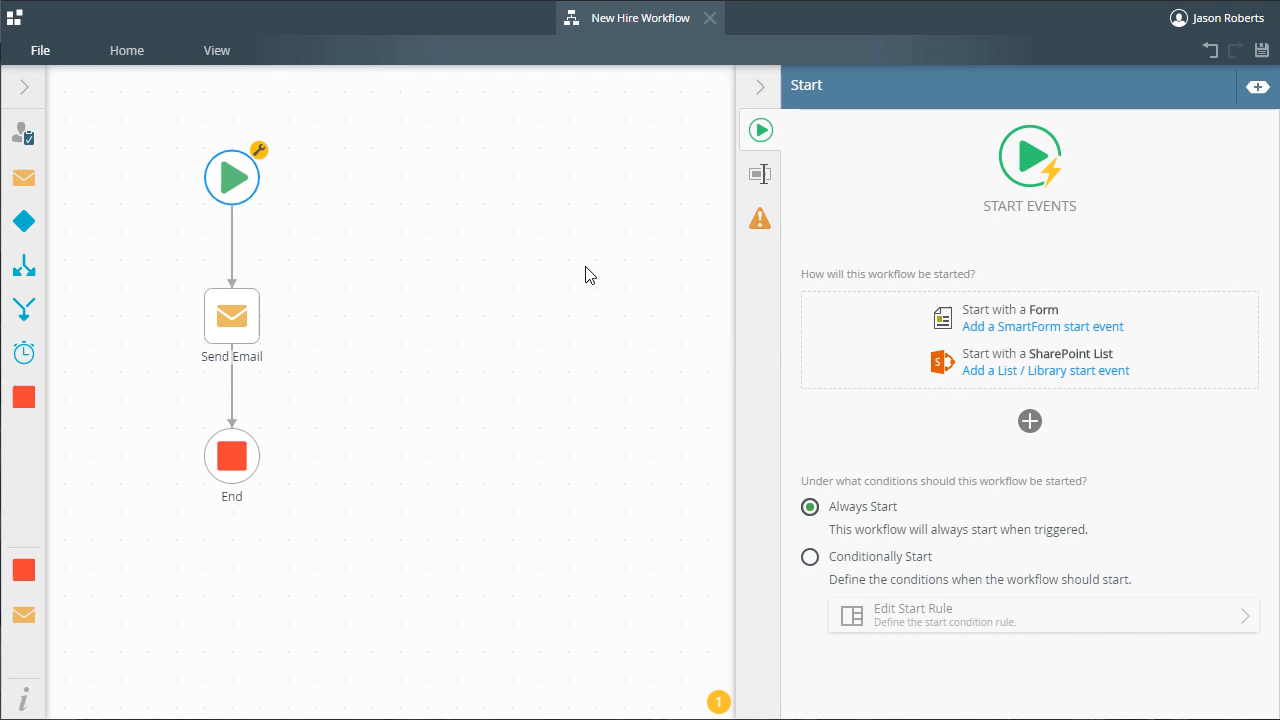 New Hire Workflow
Jason Roberts
File
Home
View
Send Email
End
1
i
Start
START EVENTS
How will this workflow be started?
Start with a Form
Add a SmartForm start event
S
Start with a SharePoint List
Add a List / Library start event
Under what conditions should this workflow be started?
Always Start
This workflow will always start when triggered.
Conditionally Start
Define the conditions when the workflow should start.
Edit Start Rule
Define the start condition rule.